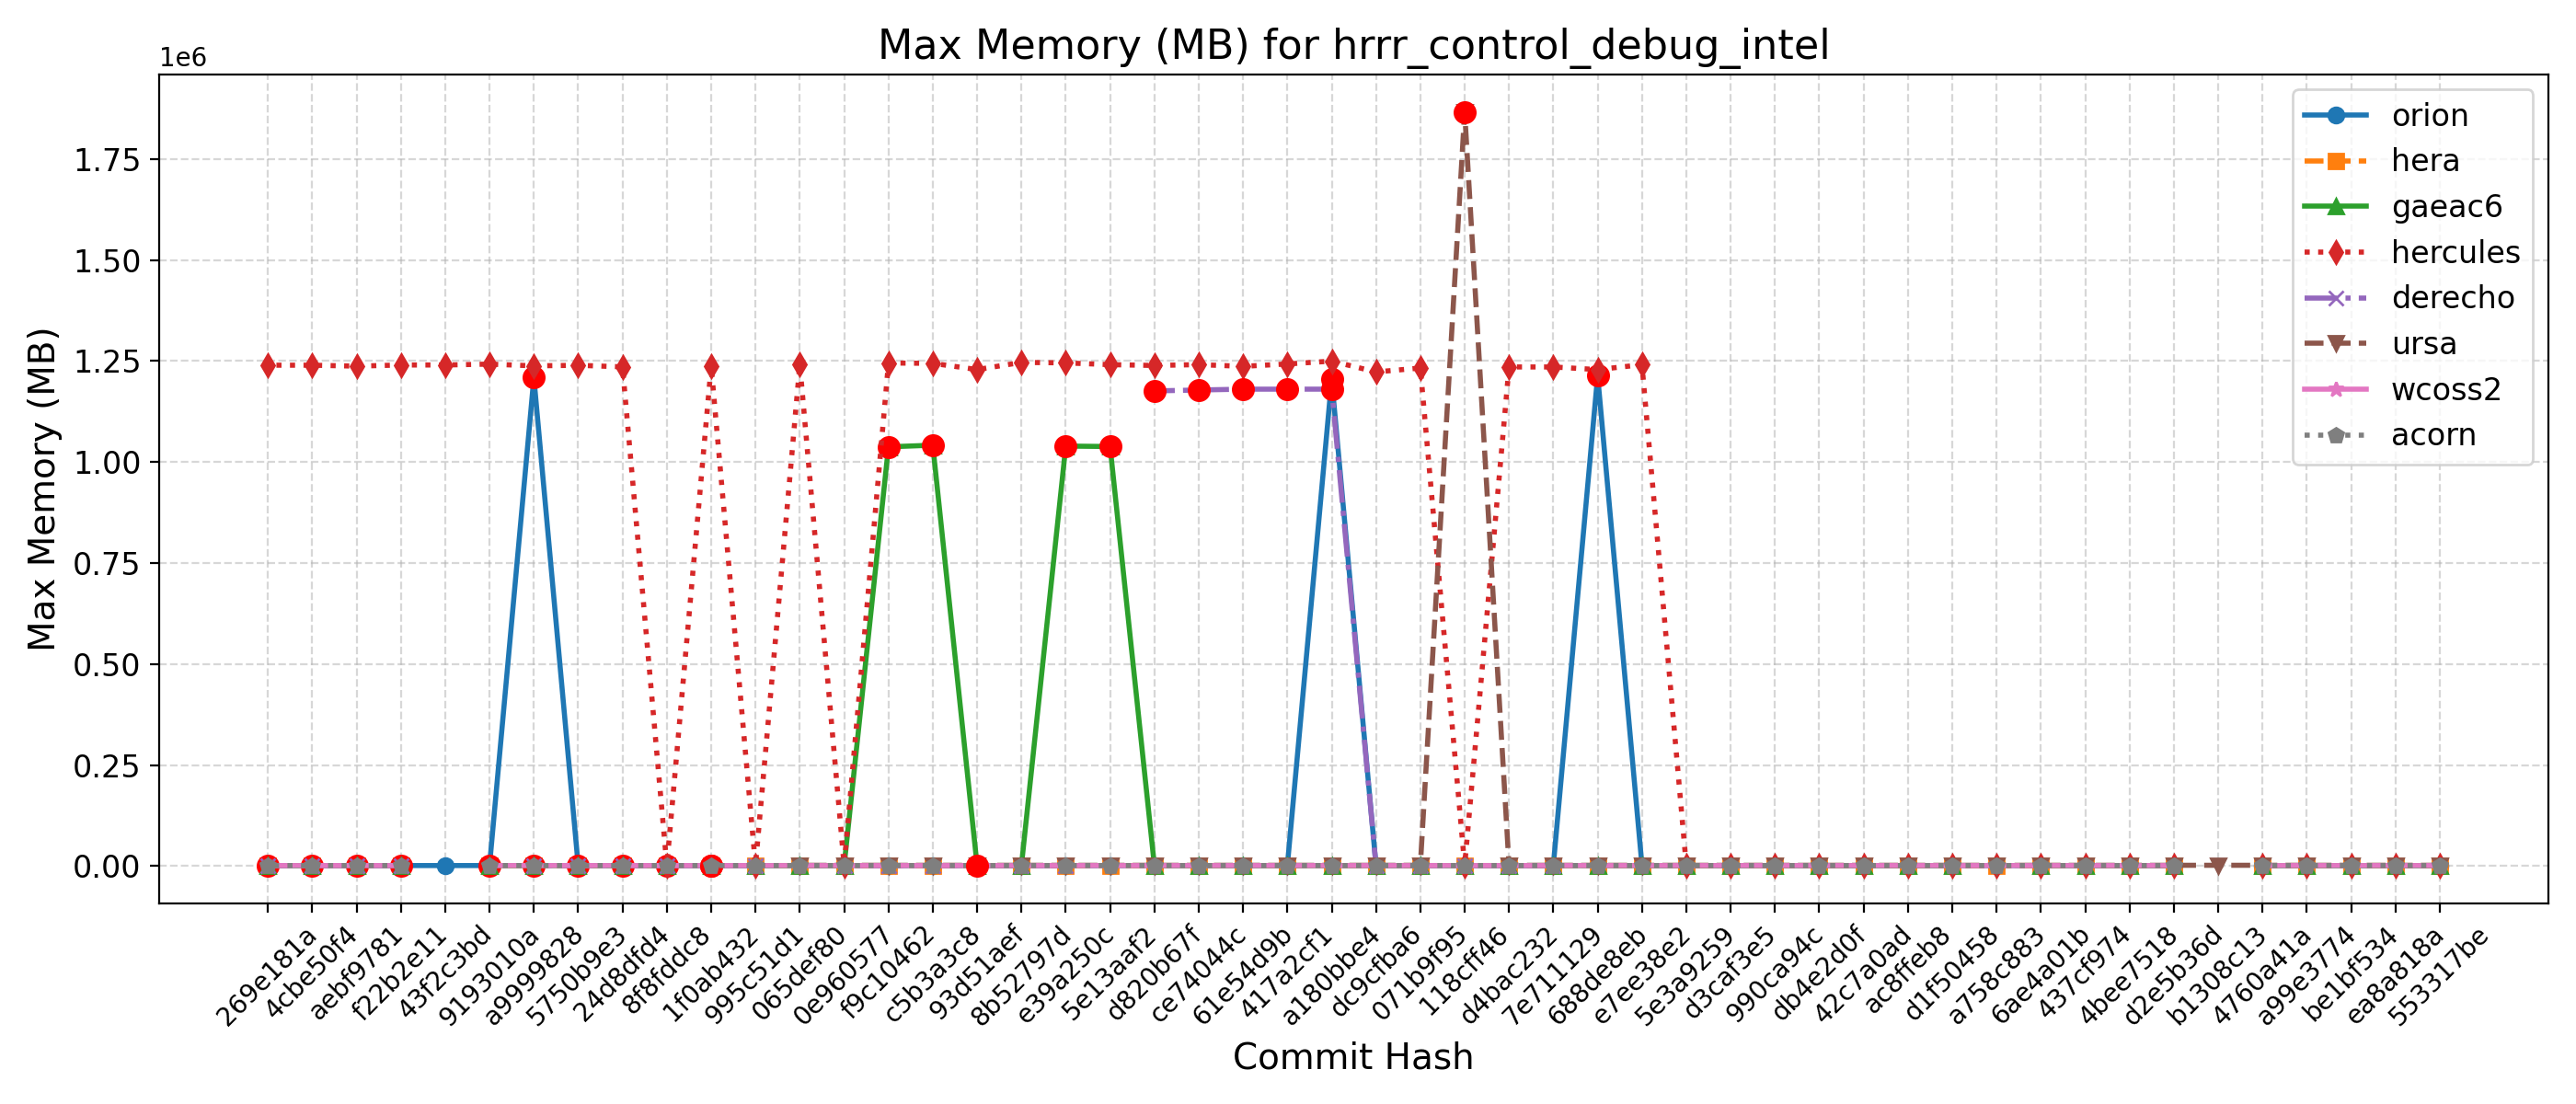 Max Memory (MB) for hrrr_control_debug_intel
1e6
1.75
1.50
1.25
1.00
0.75
0.50
0.25
0.00
Max Memory (MB)
orion
hera
gaeac6
hercules
derecho
ursa
wcoss2
acorn
269e181a
4cbe50f4
aebf9781
f22b2e11
43f2c3bd
9193010a
a9999828
5750b9e3
24d8dfd4
8f8fddc8
1f0ab432
995c51d1
065def80
0e960577
f9c10462
c5b3a3c8
93d51aef
8b52797d
e39a250c
5e13aaf2
d820b67f
ce74044c
61e54d9b
417a2cf1
a180bbe4
dc9cfba6
071b9f95
118cff46
d4bac232
7e711129
688de8eb
e7ee38e2
5e3a9259
d3caf3e5
990ca94c
db4e2d0f
42c7a0ad
ac8ffeb8
d1f50458
a758c883
6ae4a01b
437cf974
4bee7518
d2e5b36d
b1308c13
4760a41a
a99e3774
be1bf534
ea8a818a
553317be
Commit Hash